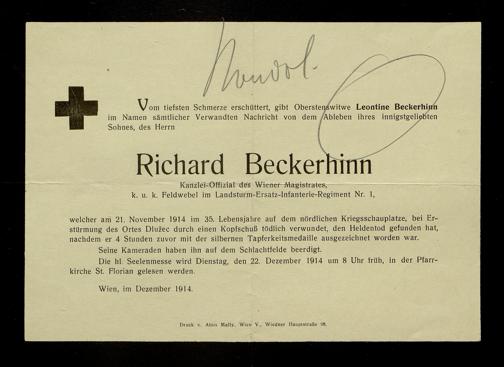 Kondol.
Vom tiefsten Schmerze erschüttert, gibt Oberstenswitwe Leontine Beckerhinn
im Namen sämtlicher Verwandten Nachricht von dem Ableben ihres innigstgeliebten
Sohnes, des Herrn
Richard Beckerhinn
Kanzlei-Offizial des Wiener Magistrates,
k. u. k. Feldwebel im Landsturm-Ersatz-Infanterie-Regiment Nr. 1,
welcher am 21. November 1914 im 35. Lebensjahre auf dem nördlichen Kriegsschauplatze, bei Er-
stürmung des Ortes Dlužec durch einen Kopfschuß tödlich verwundet, den Heldentod gefunden hat,
nachdem er 4 Stunden zuvor mit der silbernen Tapferkeitsmedaille ausgezeichnet worden war.
Seine Kameraden haben ihn auf dem Schlachtfelde beerdigt.
Die hl. Seelenmesse wird Dienstag, den 22. Dezember 1914 um 8 Uhr früh, in der Pfarr-
kirche St. Florian gelesen werden.
Wien, im Dezember 1914.
Druck v. Alois Mally, Wien V., Wiedner Hauptstraße 98.